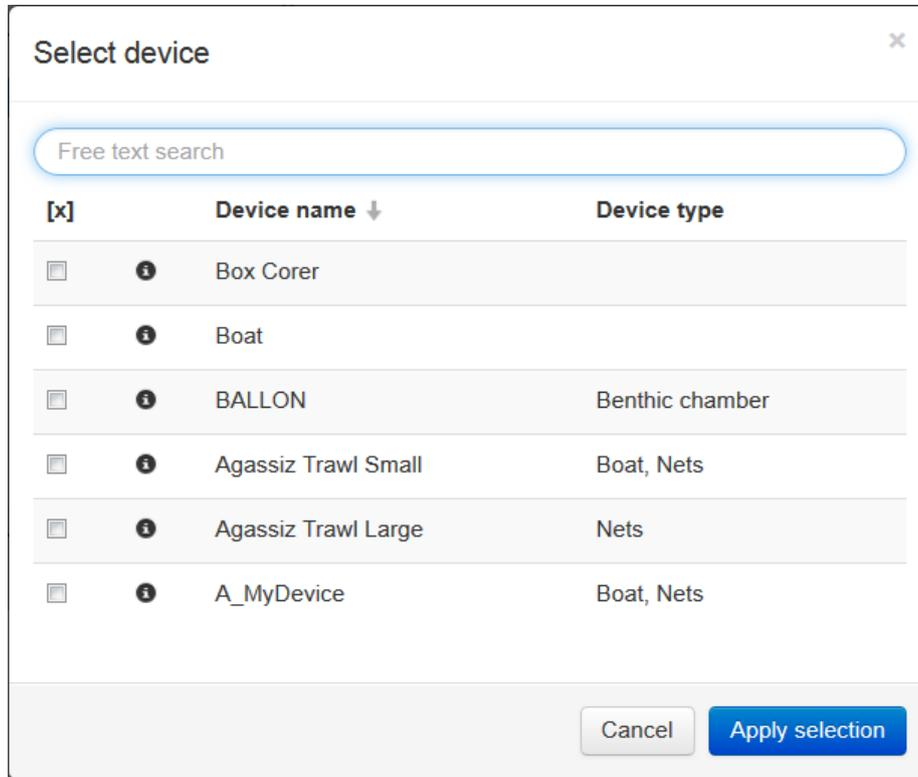 Select device ×
Free text search
[x] Device name Device type
Box Corer
Boat
BALLON Benthic chamber
Agassiz Trawl Small Boat, Nets
Agassiz Trawl Large Nets
A_MyDevice Boat, Nets
Cancel Apply selection